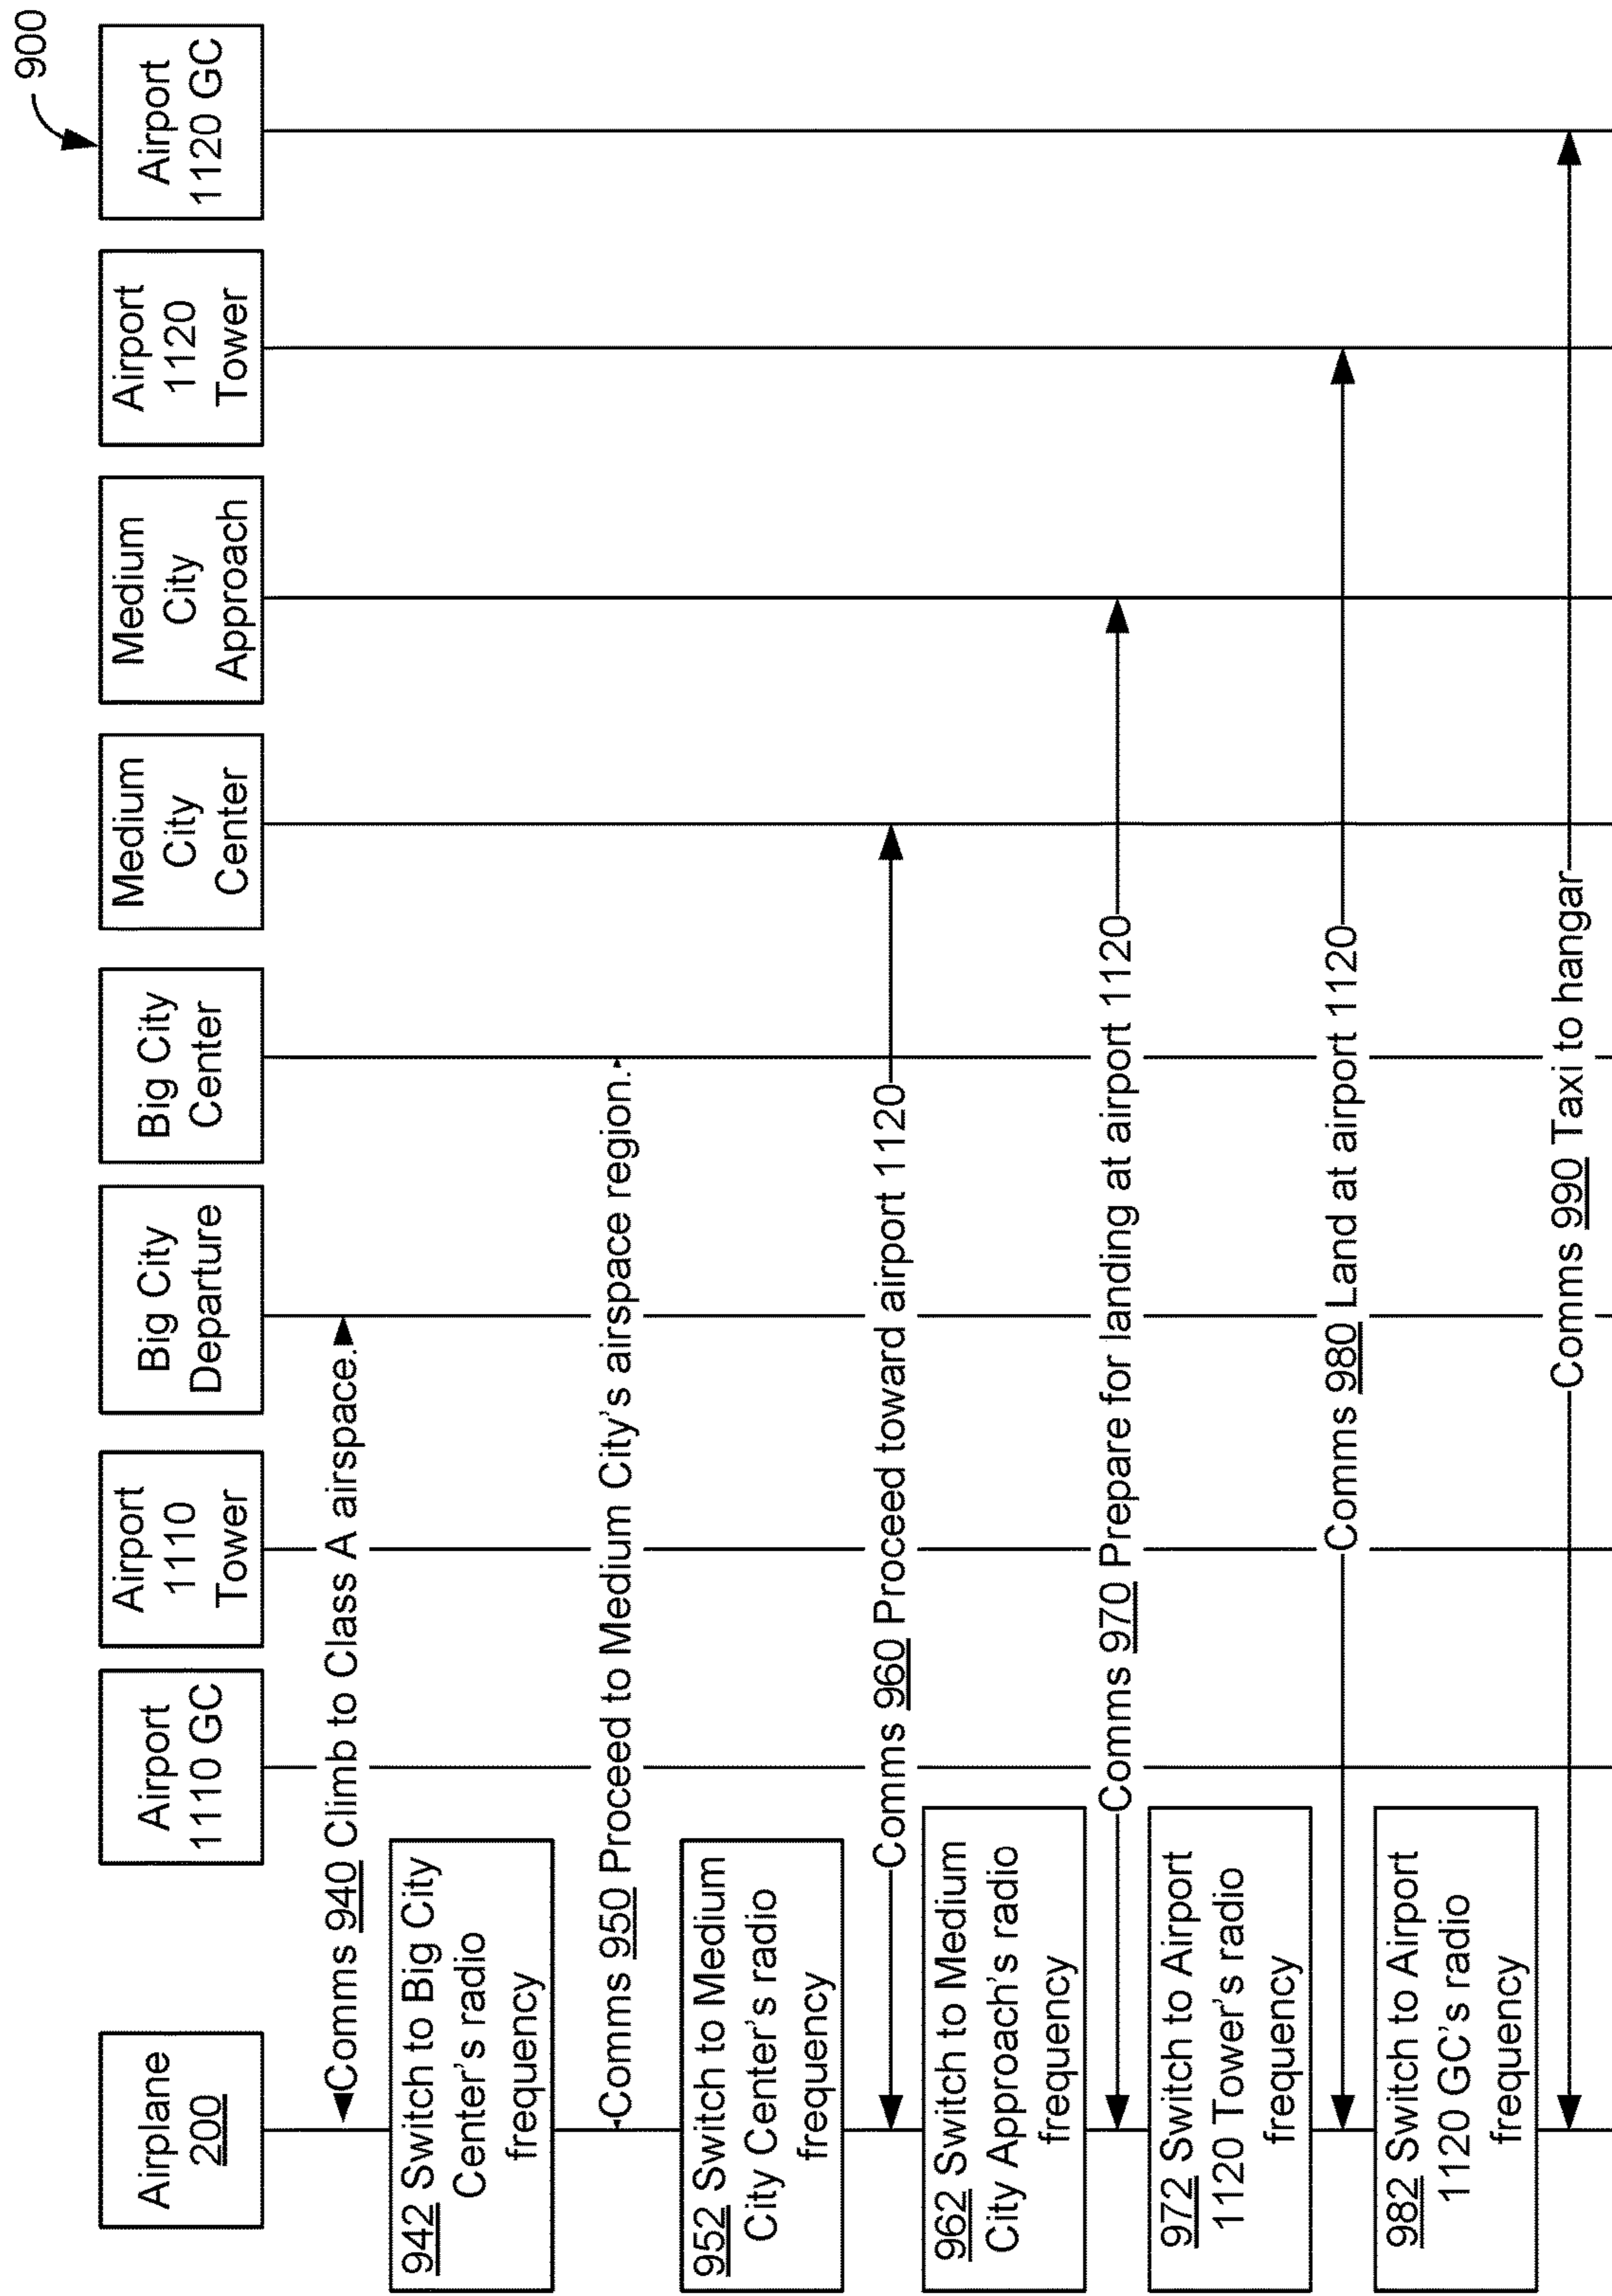 900
Airplane
200
Airport
1110 GC
Airport
1110
Tower
Big City
Departure
Big City
Center
Medium
City
Center
Medium
City
Approach
Airport
1120
Tower
Airport
1120 GC
Comms 940 Climb to Class A airspace.
942 Switch to Big City
Center's radio
frequency
Comms 950 Proceed to Medium City's airspace region.
952 Switch to Medium
City Center's radio
frequency
Comms 960 Proceed toward airport 1120
962 Switch to Medium
City Approach's radio
frequency
Comms 970 Prepare for landing at airport 1120
972 Switch to Airport
1120 Tower's radio
frequency
Comms 980 Land at airport 1120
982 Switch to Airport
1120 GC's radio
frequency
Comms 990 Taxi to hangar